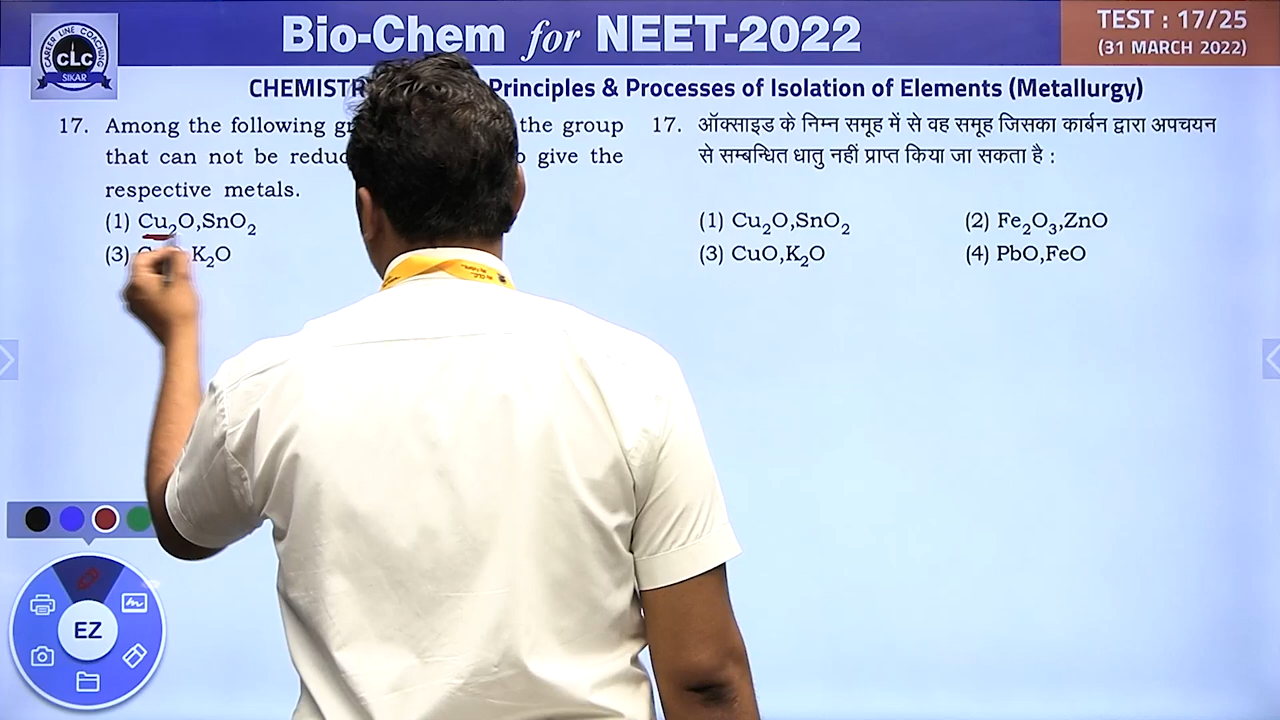 Bio-Chem for NEET-2022
TEST : 17/25
(31 MARCH 2022)
CAREER LINE COACHING
CLC
SIKAR
Principles & Processes of Isolation of Elements (Metallurgy)
17. Among the following the group
that can not be give the
respective metals.
(1) Cu₂O,SnO₂
(3) K₂O
17. ऑक्साइड के निम्न समूह में से वह समूह जिसका कार्बन द्वारा अपचयन
से सम्बन्धित धातु नहीं प्राप्त किया जा सकता है :
(1) Cu₂O,SnO₂ (2) Fe₂O₃,ZnO
(3) CuO,K₂O (4) PbO,FeO
EZ